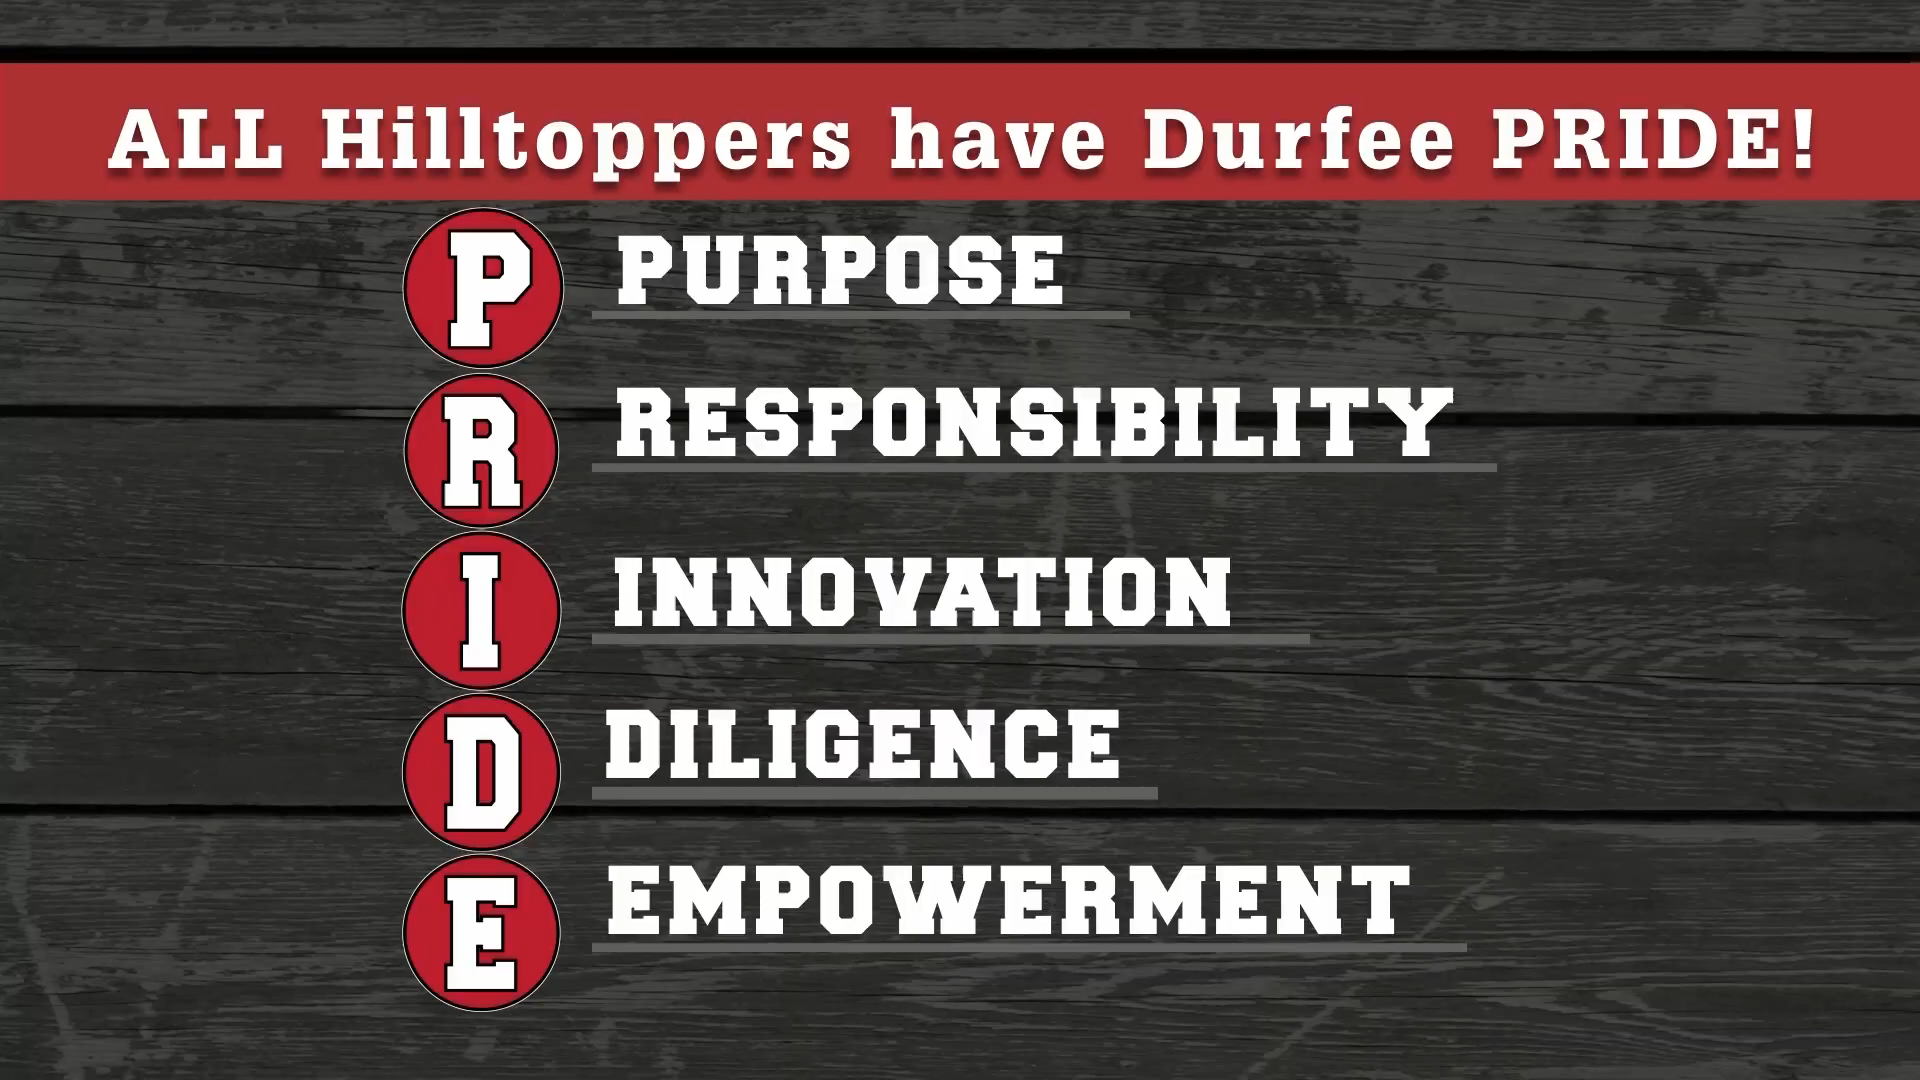 ALL Hilltoppers have Durfee PRIDE!
P PURPOSE
R RESPONSIBILITY
I INNOVATION
D DILIGENCE
E EMPOWERMENT